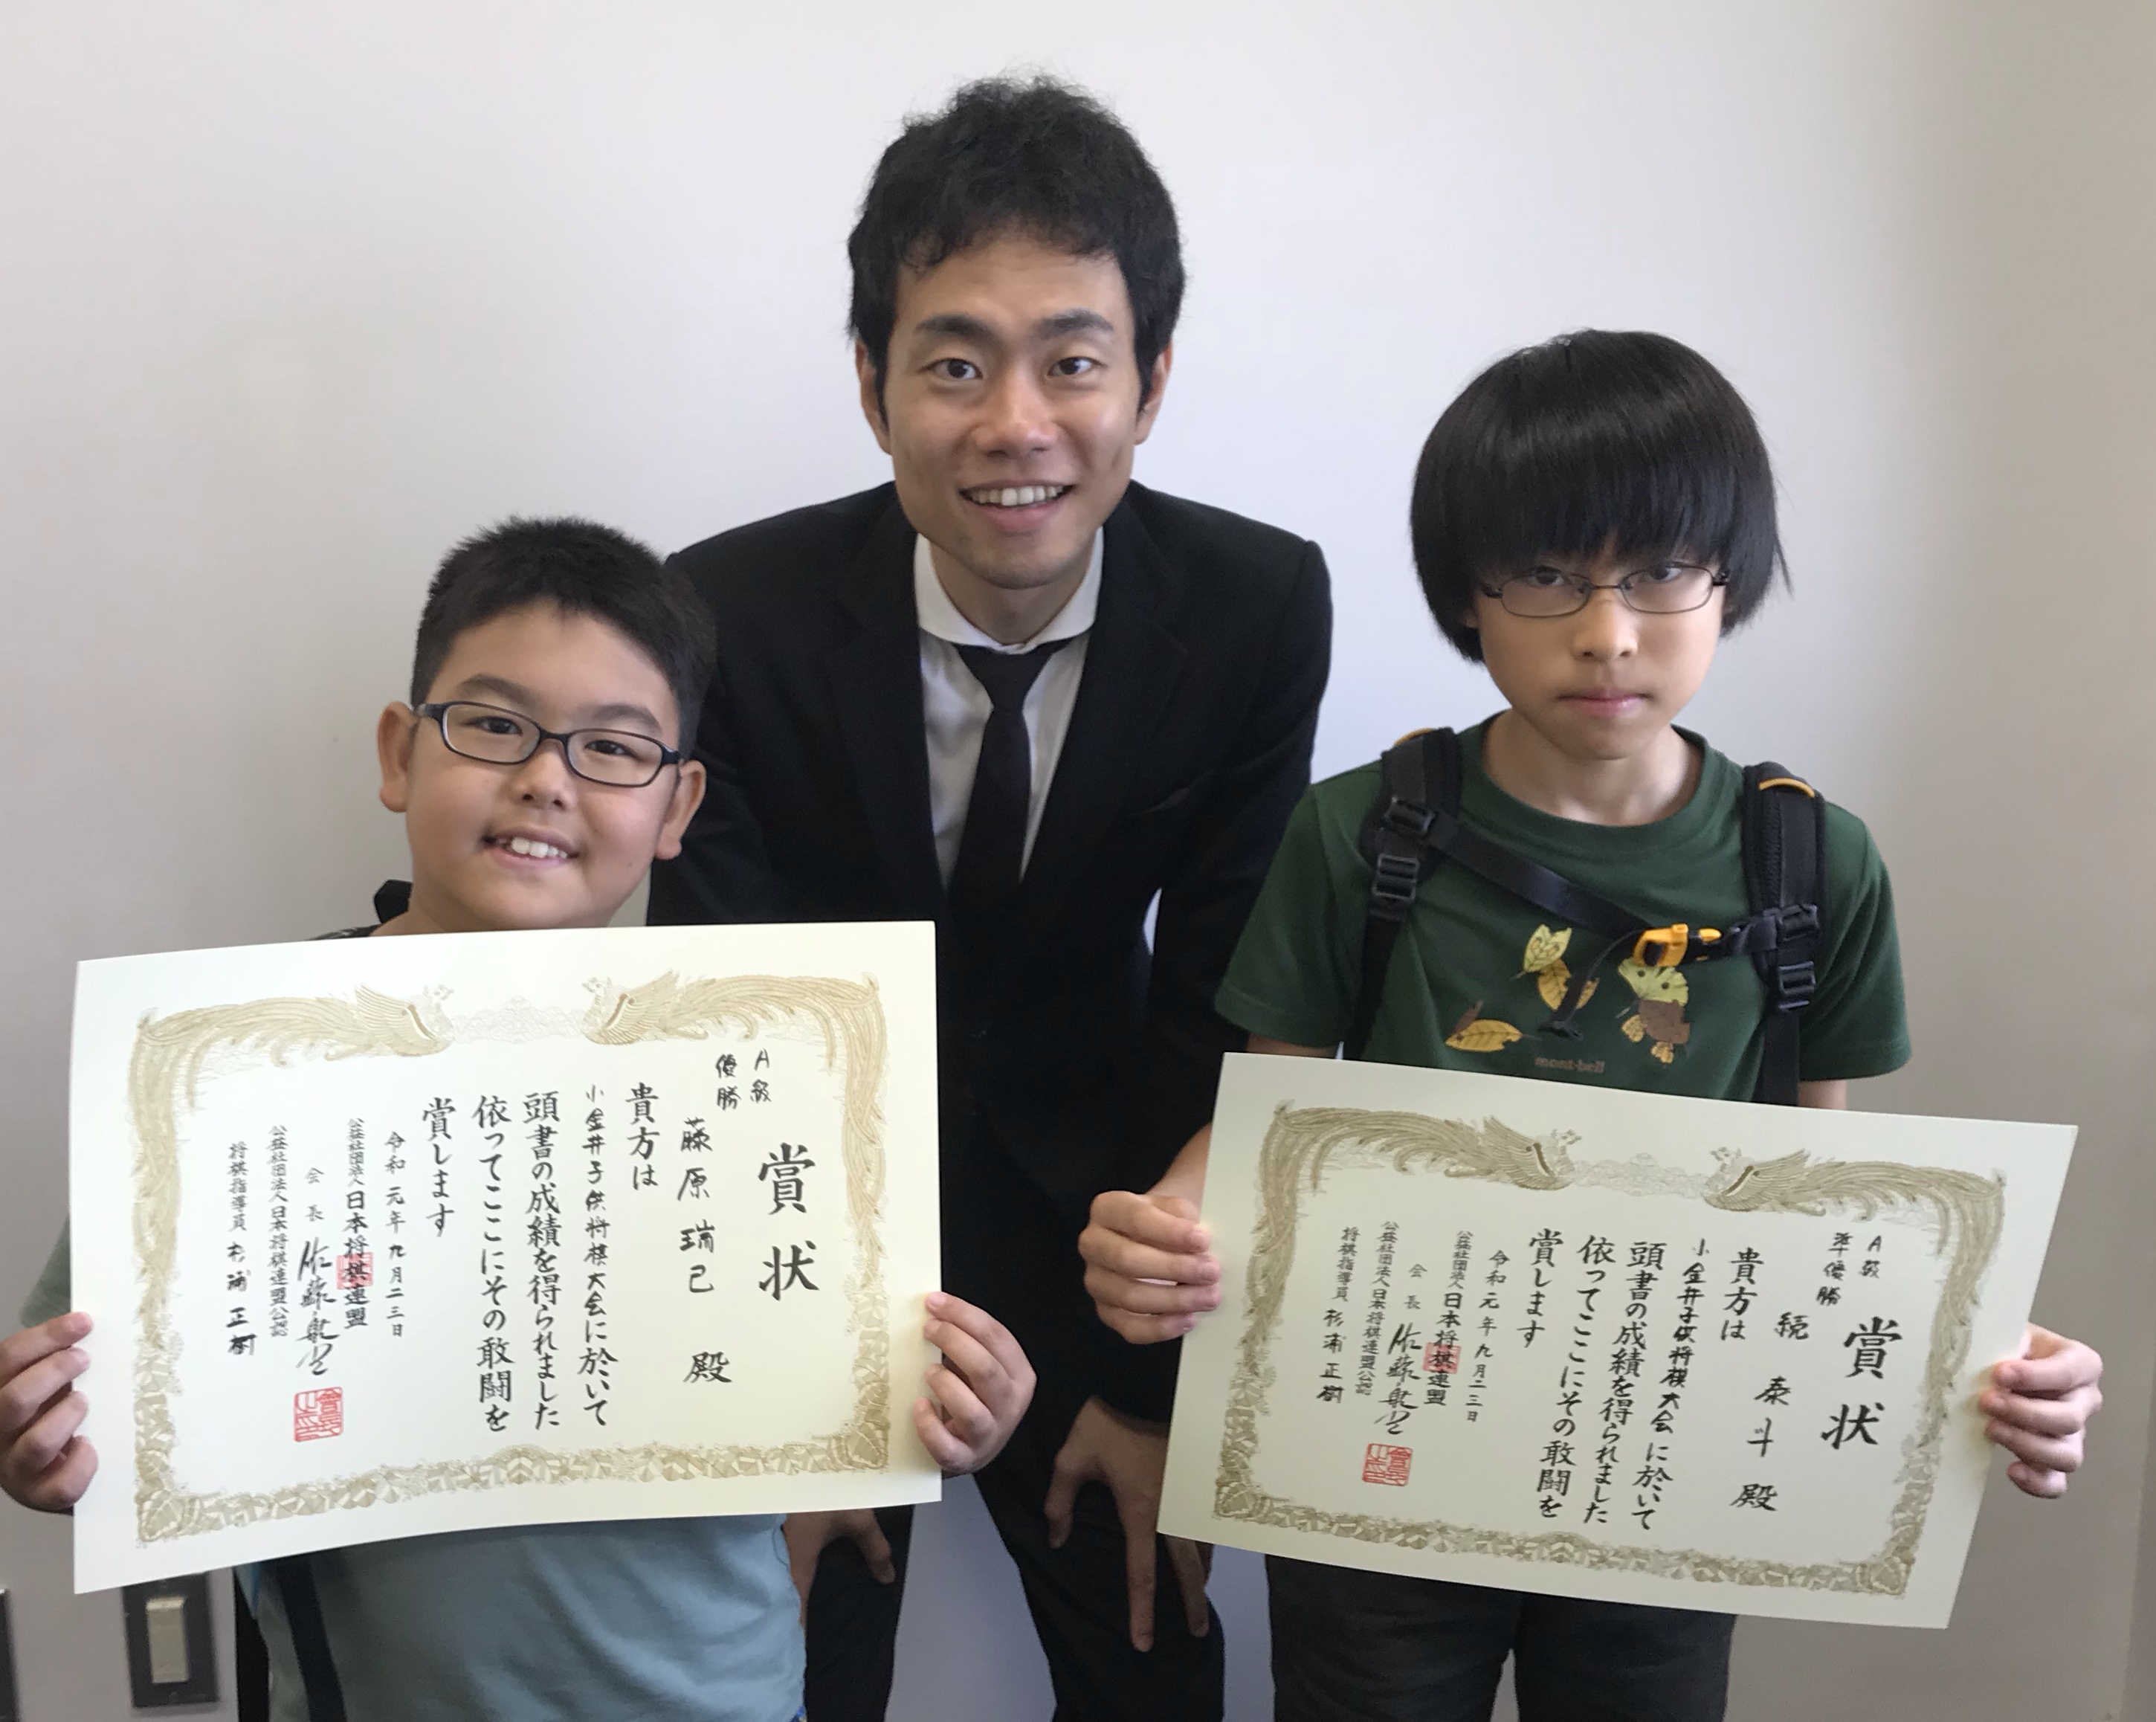 賞状
A級
優勝
藤原瑞己 殿
貴方は
小金井子供将棋大会に於いて
頭書の成績を得られました
依ってここにその敢闘を
賞します
令和元年九月二三日
公益社団法人日本将棋連盟
会長 佐藤康光
公益社団法人日本将棋連盟公認
将棋指導員 杉浦正樹
mont-bell
賞状
A級
準優勝
続 泰斗 殿
貴方は
小金井子供将棋大会に於いて
頭書の成績を得られました
依ってここにその敢闘を
賞します
令和元年九月二三日
公益社団法人日本将棋連盟
会長 佐藤康光
公益社団法人日本将棋連盟公認
将棋指導員 杉浦正樹